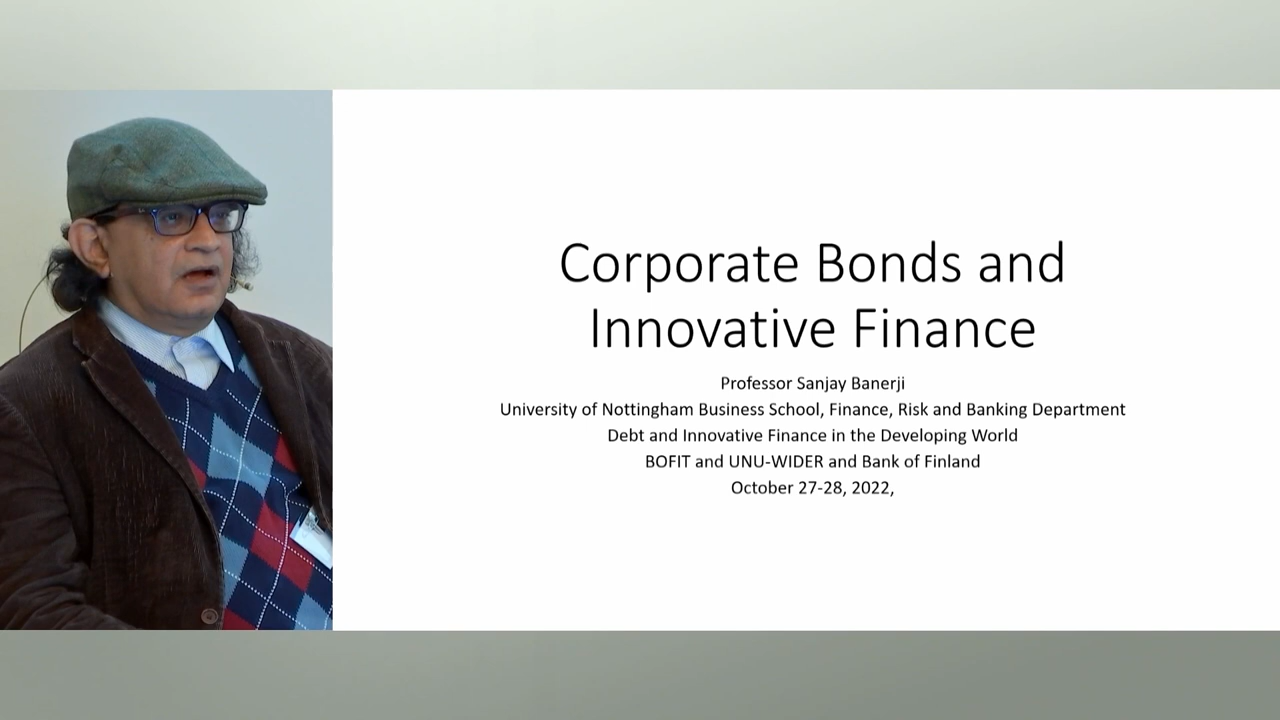 Corporate Bonds and
Innovative Finance
Professor Sanjay Banerji
University of Nottingham Business School, Finance, Risk and Banking Department
Debt and Innovative Finance in the Developing World
BOFIT and UNU-WIDER and Bank of Finland
October 27-28, 2022,